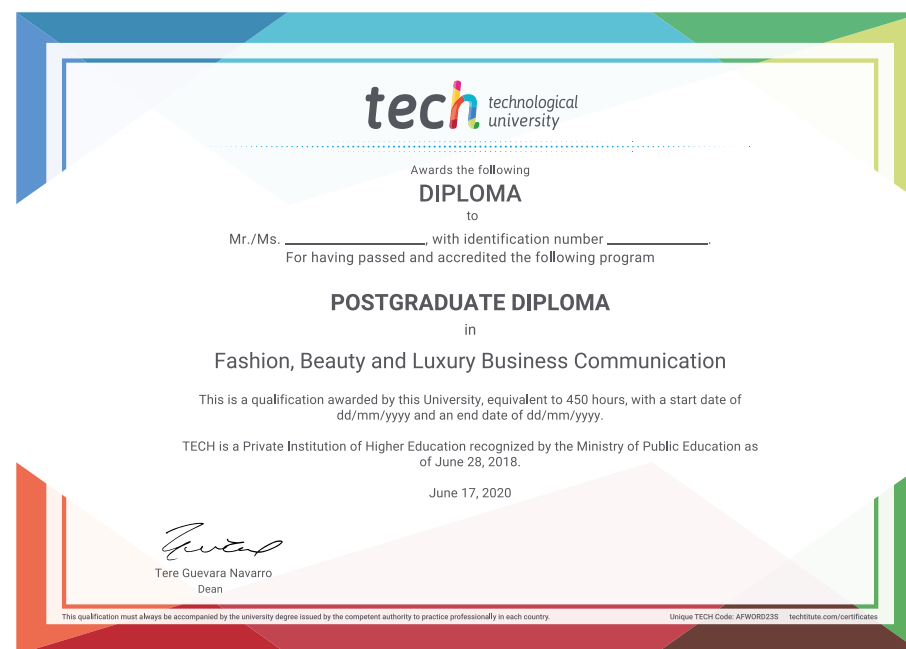 tech technological
university
Awards the following
DIPLOMA
to
Mr./Ms. ____________________, with identification number ______________.
For having passed and accredited the following program
POSTGRADUATE DIPLOMA
in
Fashion, Beauty and Luxury Business Communication
This is a qualification awarded by this University, equivalent to 450 hours, with a start date of
dd/mm/yyyy and an end date of dd/mm/yyyy.
TECH is a Private Institution of Higher Education recognized by the Ministry of Public Education as
of June 28, 2018.
June 17, 2020
Tere Guevara Navarro
Dean
This qualification must always be accompanied by the university degree issued by the competent authority to practice professionally in each country. Unique TECH Code: AFWORD23S techtitute.com/certificates